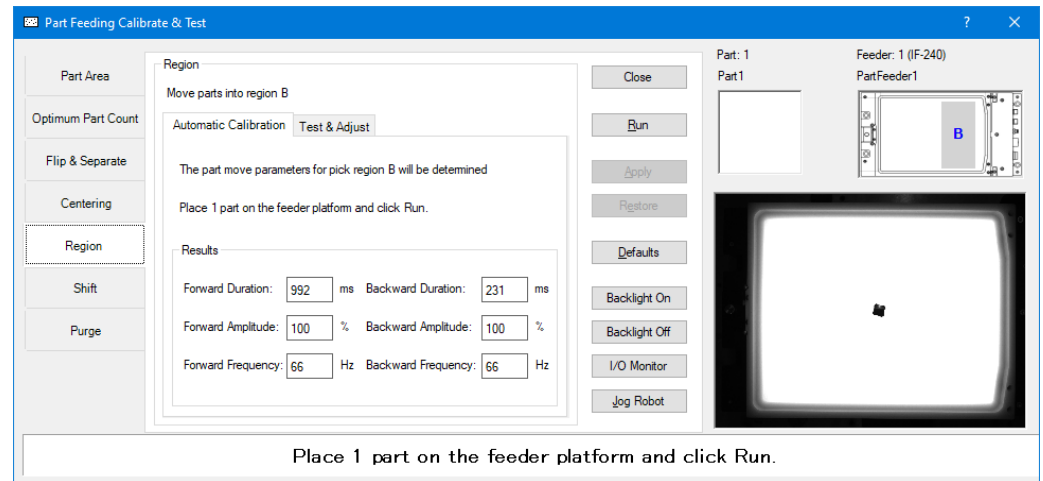 Part Feeding Calibrate & Test
? ×
Part Area
Optimum Part Count
Flip & Separate
Centering
Region
Shift
Purge
Region
Move parts into region B
Automatic Calibration Test & Adjust
The part move parameters for pick region B will be determined
Place 1 part on the feeder platform and click Run.
Results
Forward Duration: 992 ms Backward Duration: 231 ms
Forward Amplitude: 100 % Backward Amplitude: 100 %
Forward Frequency: 66 Hz Backward Frequency: 66 Hz
Close
Run
Apply
Restore
Defaults
Backlight On
Backlight Off
I/O Monitor
Jog Robot
Part: 1
Part1
Feeder: 1 (IF-240)
PartFeeder1
B
Place 1 part on the feeder platform and click Run.